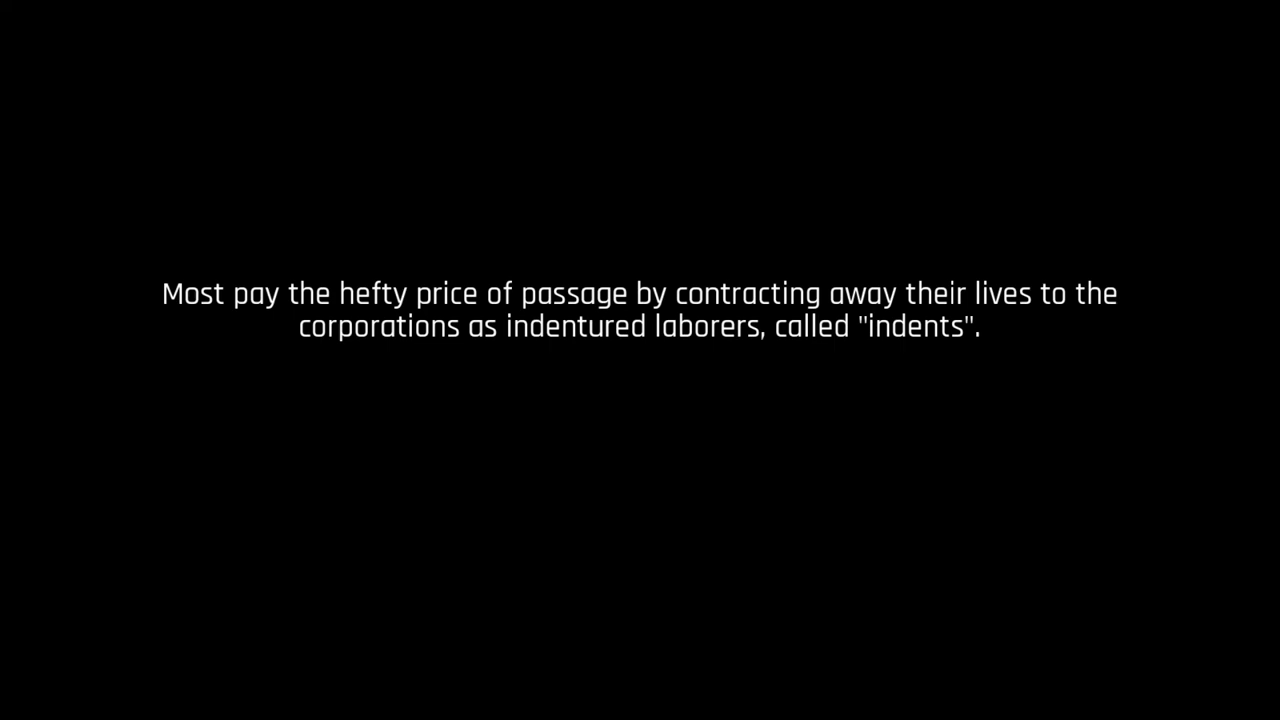 Most pay the hefty price of passage by contracting away their lives to the
corporations as indentured laborers, called "indents".